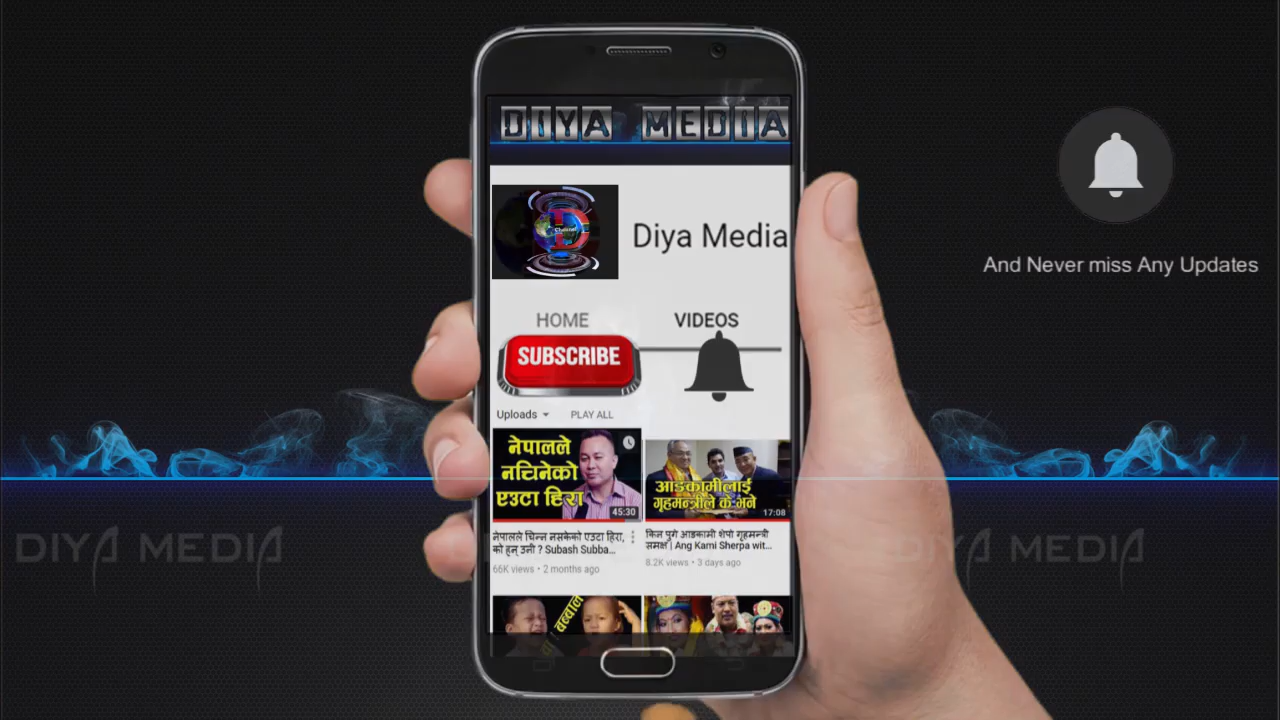 DIYA MEDIA
Channel
Diya Media
And Never miss Any Updates
HOME
VIDEOS
SUBSCRIBE
Uploads
PLAY ALL
नेपालले
नचिनेको
एउटा हिरा
45:30
आङकामीलाई
गृहमन्त्रीले के भने
17:08
नेपालले चिन्न नसकेको एउटा हिरा,
को हुन् उनी ? Subash Subba...
66K views • 2 months ago
किन पुगे आङकामी शेर्पा गृहमन्त्री
समक्ष | Ang Kami Sherpa wit...
8.2K views • 3 days ago
बब्बाल
DIYA MEDIA
DIYA MEDIA